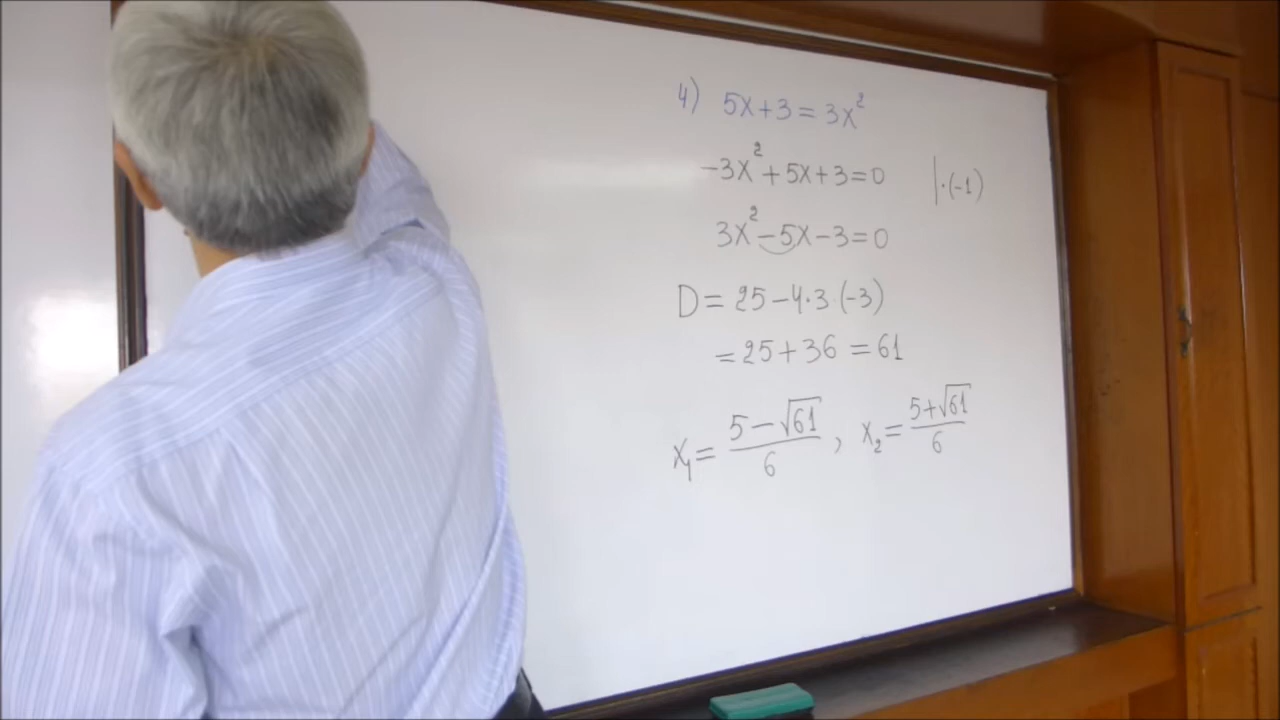 4) 5x+3=3x²
-3x²+5x+3=0 |·(-1)
3x²-5x-3=0
D=25-4·3·(-3)
=25+36=61
x₁=(5-√61)/6, x₂=(5+√61)/6